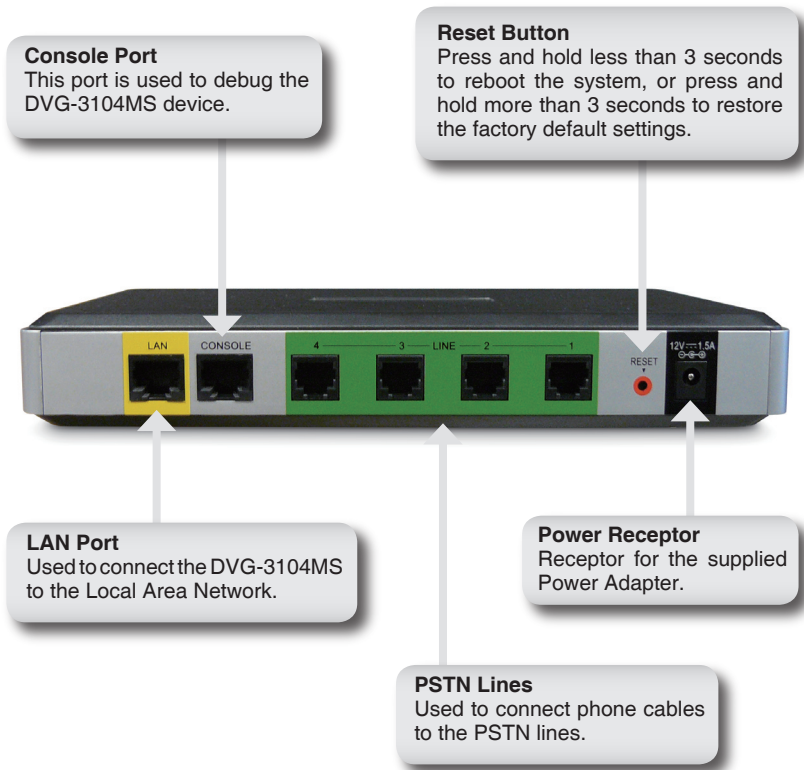 Console Port
This port is used to debug the
DVG-3104MS device.
Reset Button
Press and hold less than 3 seconds
to reboot the system, or press and
hold more than 3 seconds to restore
the factory default settings.
LAN
CONSOLE
4 3 LINE 2 1
RESET
12V 1.5A
LAN Port
Used to connect the DVG-3104MS
to the Local Area Network.
Power Receptor
Receptor for the supplied
Power Adapter.
PSTN Lines
Used to connect phone cables
to the PSTN lines.